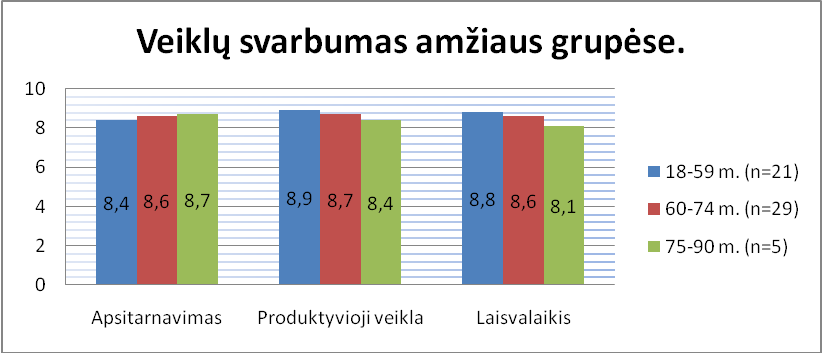 Veiklų svarbumas amžiaus grupėse.
10
8
6
4
2
0
8,4 8,6 8,7
8,9 8,7 8,4
8,8 8,6 8,1
Apsitarnavimas Produktyvioji veikla Laisvalaikis
18-59 m. (n=21)
60-74 m. (n=29)
75-90 m. (n=5)